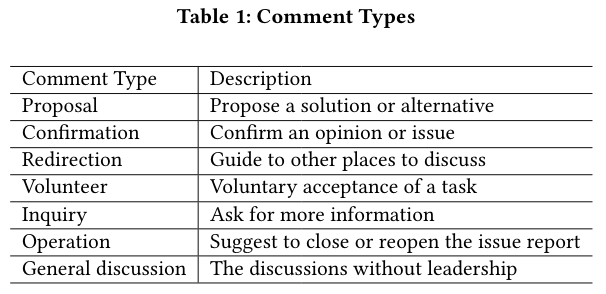 Table 1: Comment Types
Comment Type Description
Proposal Propose a solution or alternative
Confirmation Confirm an opinion or issue
Redirection Guide to other places to discuss
Volunteer Voluntary acceptance of a task
Inquiry Ask for more information
Operation Suggest to close or reopen the issue report
General discussion The discussions without leadership